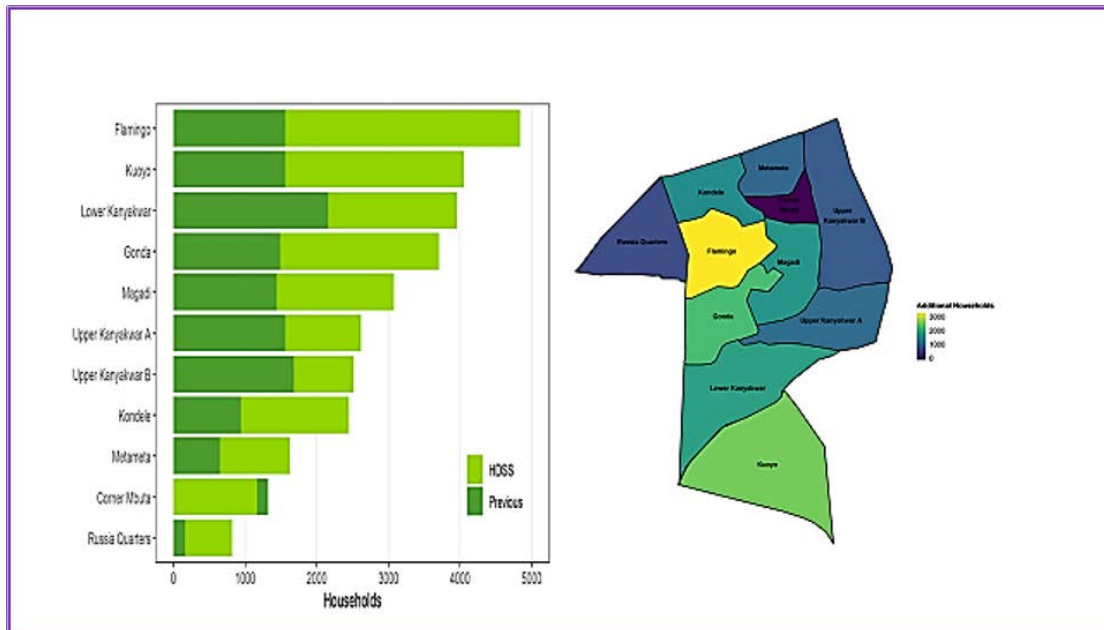 Flamingo
Kuoyo
Lower Kanyakwar
Gonda
Magadi
Upper Kanyakwar A
Upper Kanyakwar B
Kondele
Metameta
Corner Mbuta
Russia Quarters
HDSS
Previous
0 1000 2000 3000 4000 5000
Households
Metameta
Kondele
Upper
Kanyakwar B
Russia Quarters
Flamingo
Magadi
Gonda
Upper Kanyakwar A
Lower Kanyakwar
Kuoyo
Additional Households
3000
2000
1000
0